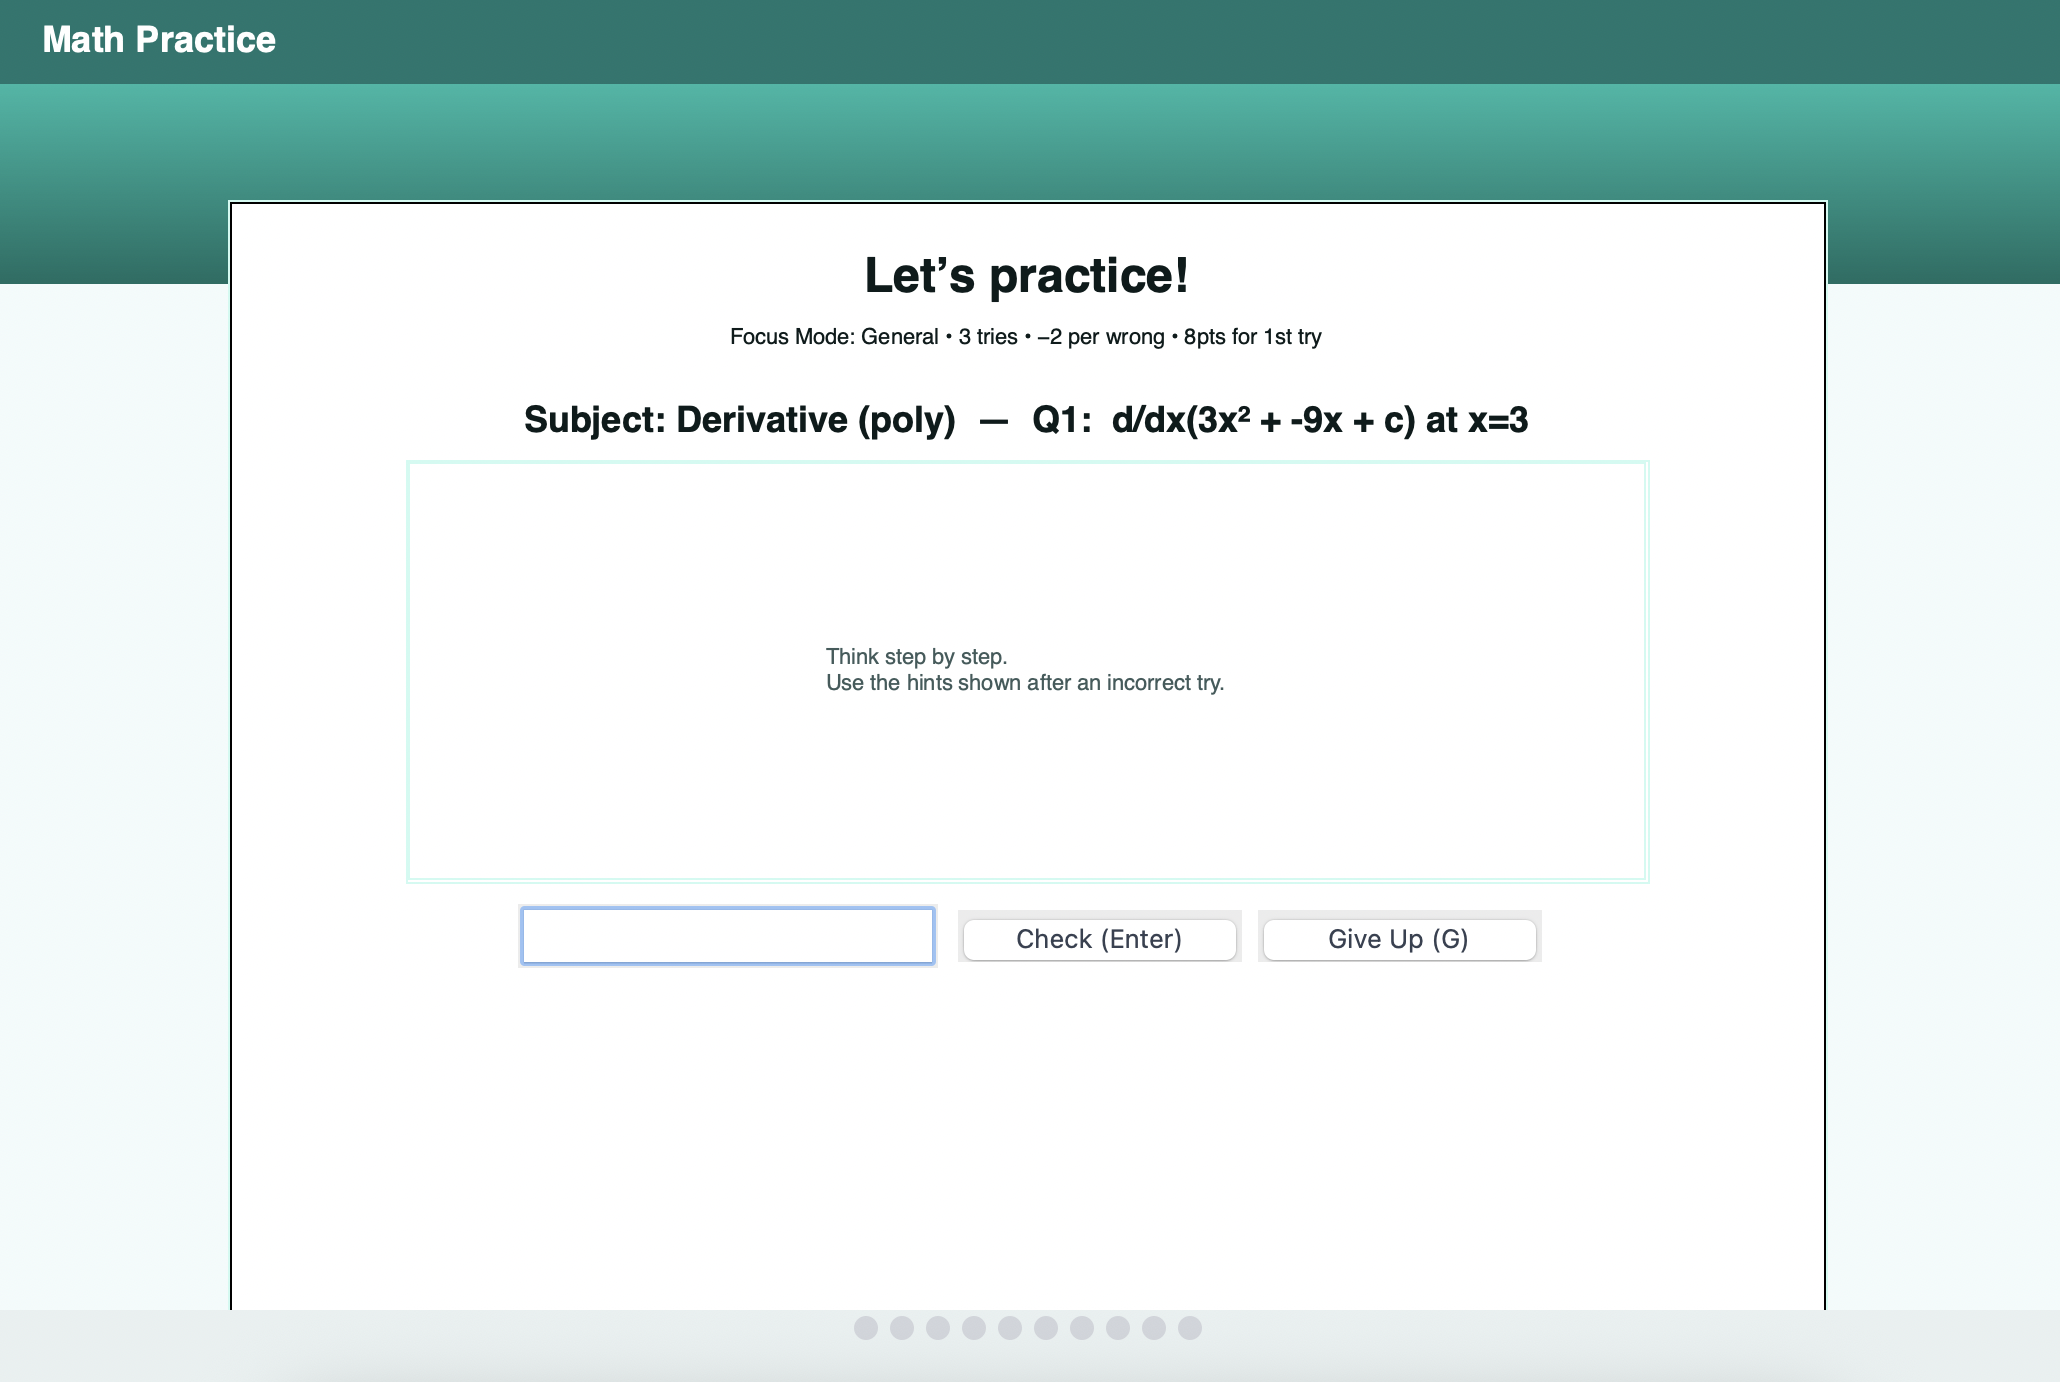 Math Practice
Let’s practice!
Focus Mode: General • 3 tries • −2 per wrong • 8pts for 1st try
Subject: Derivative (poly) — Q1: d/dx(3x² + -9x + c) at x=3
Think step by step.
Use the hints shown after an incorrect try.
Check (Enter) Give Up (G)